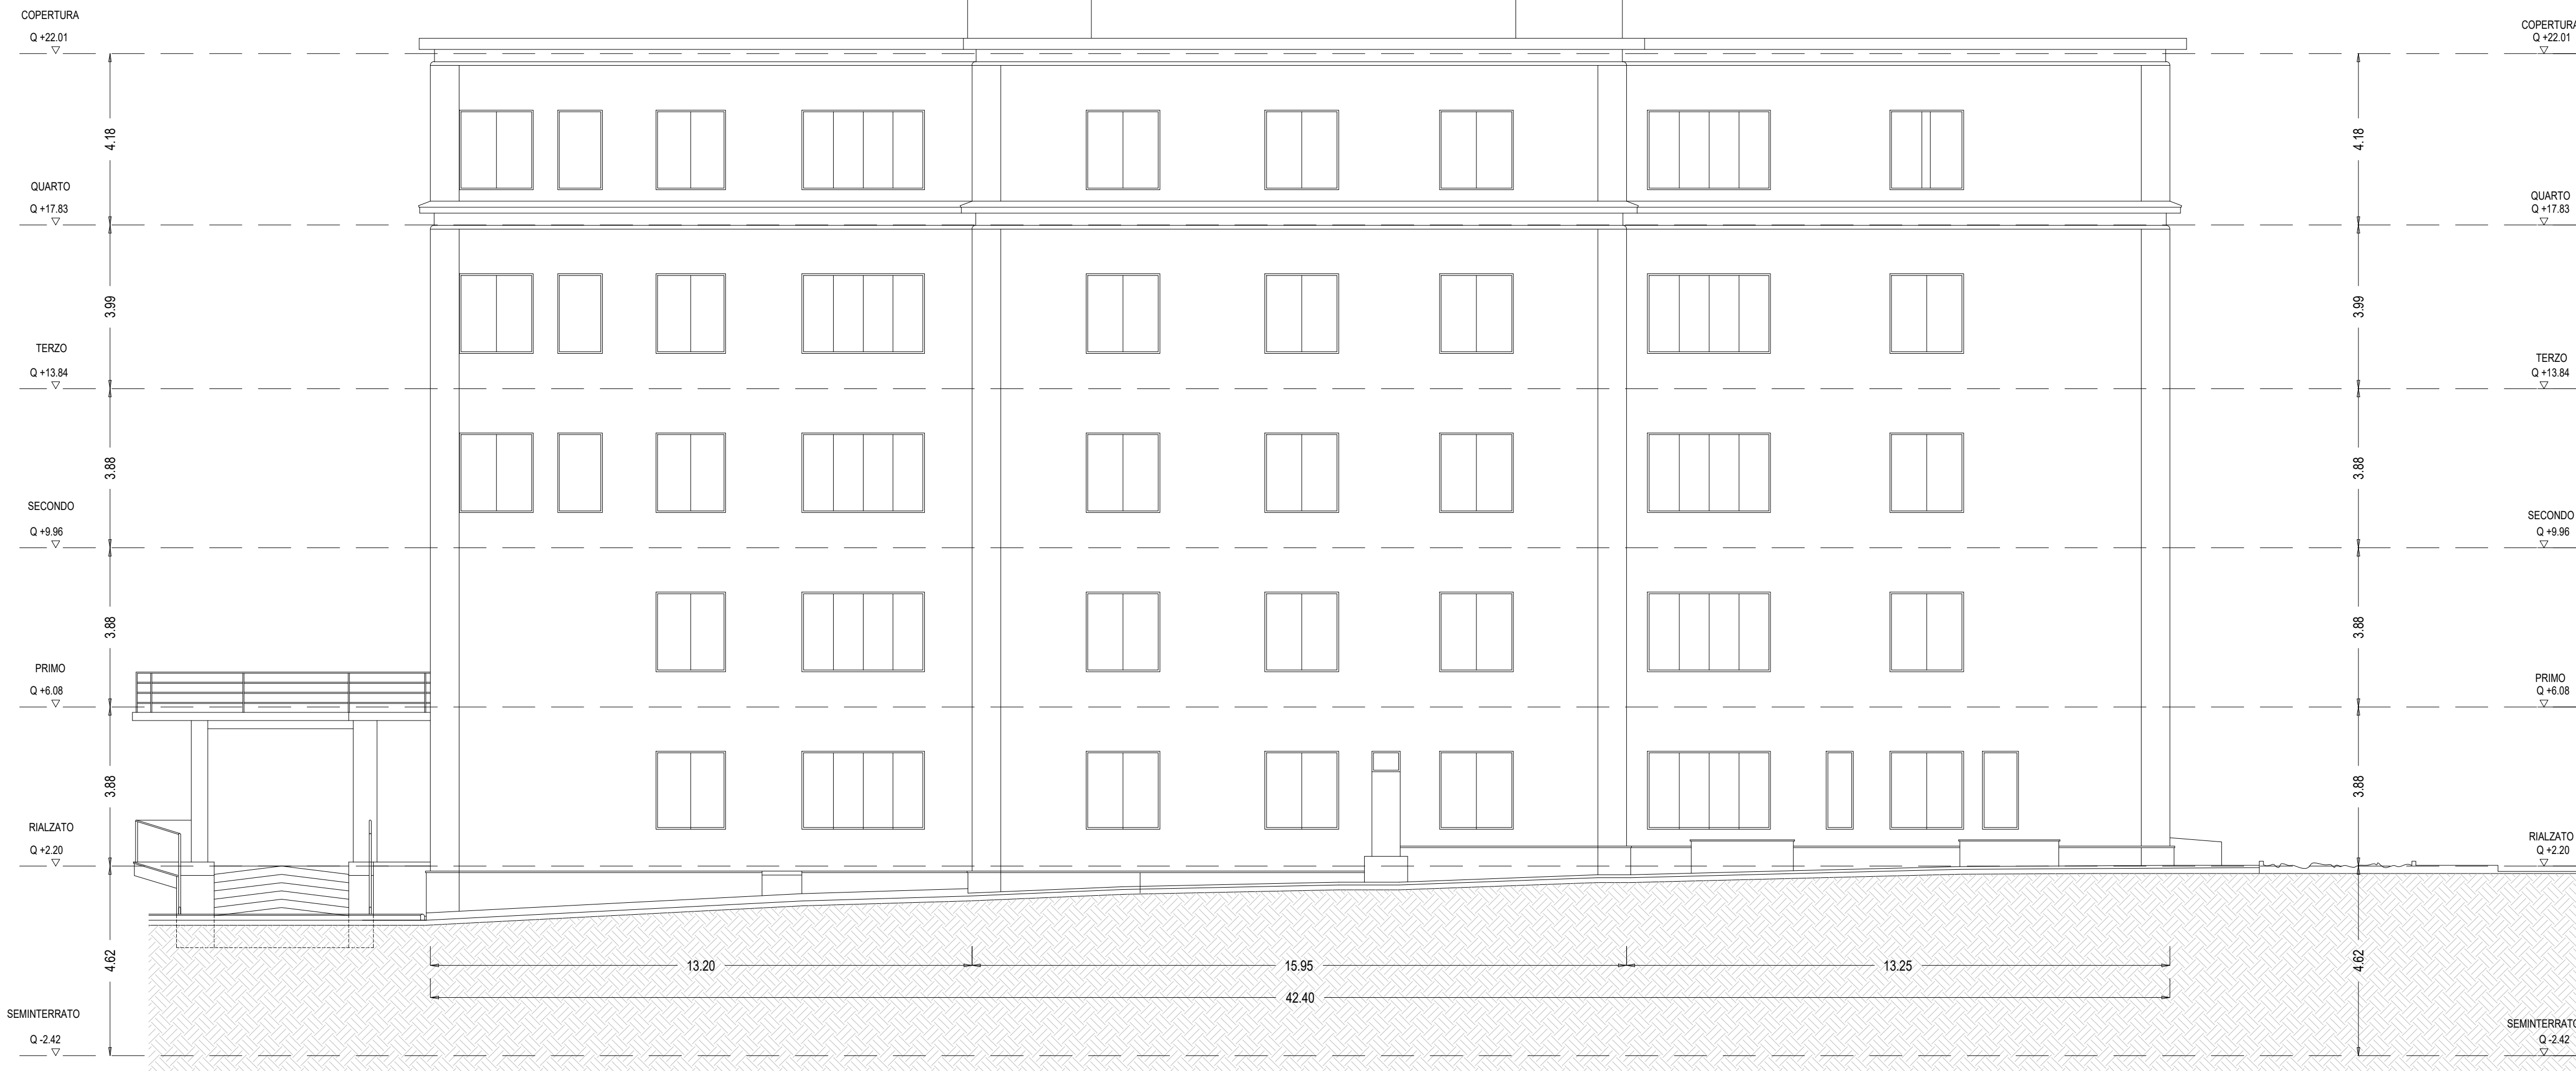 COPERTURA
Q +22.01
4.18
QUARTO
Q +17.83
3.99
TERZO
Q +13.84
3.88
SECONDO
Q +9.96
3.88
PRIMO
Q +6.08
3.88
RIALZATO
Q +2.20
4.62
SEMINTERRATO
Q -2.42
13.20
15.95
13.25
42.40
COPERTURA
Q +22.01
4.18
QUARTO
Q +17.83
3.99
TERZO
Q +13.84
3.88
SECONDO
Q +9.96
3.88
PRIMO
Q +6.08
3.88
RIALZATO
Q +2.20
4.62
SEMINTERRATO
Q -2.42